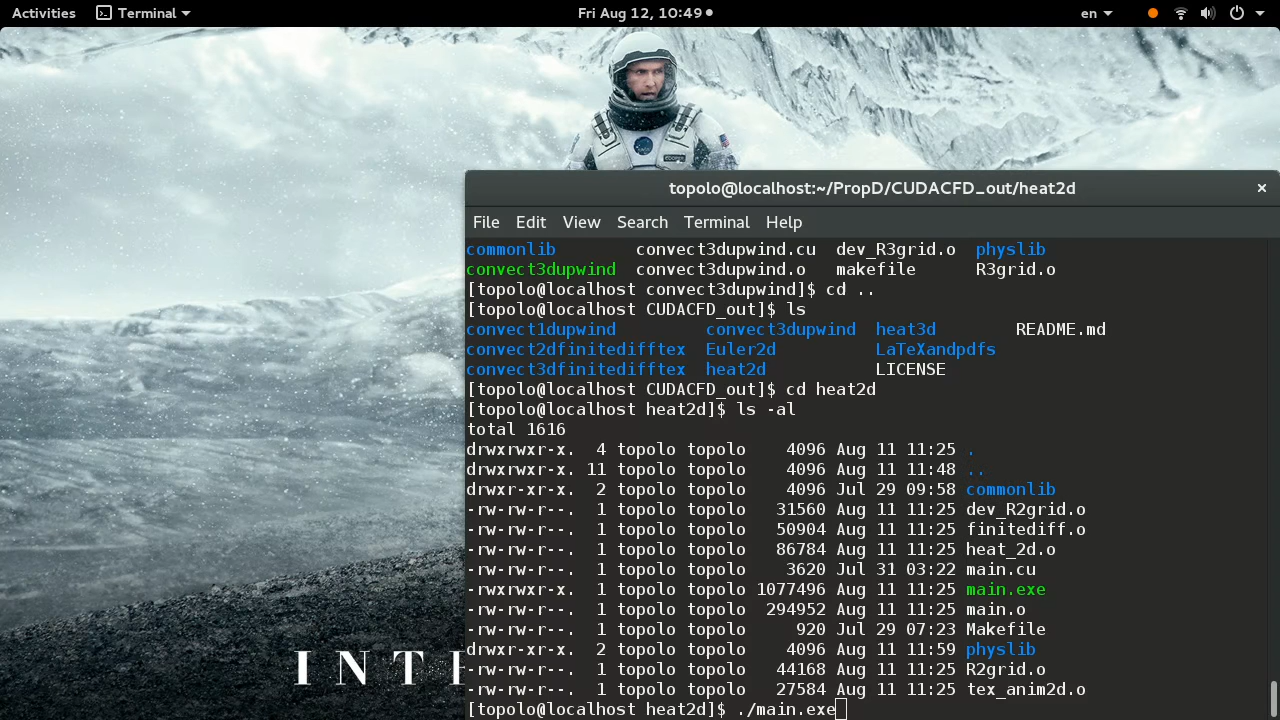 Activities Terminal Fri Aug 12, 10:49 en
COOPER
topolo@localhost:~/PropD/CUDACFD_out/heat2d ×
File Edit View Search Terminal Help
commonlib        convect3dupwind.cu  dev_R3grid.o  physlib
convect3dupwind  convect3dupwind.o   makefile      R3grid.o
[topolo@localhost convect3dupwind]$ cd ..
[topolo@localhost CUDACFD_out]$ ls
convect1dupwind         convect3dupwind  heat3d        README.md
convect2dfinitedifftex  Euler2d          LaTeXandpdfs
convect3dfinitedifftex  heat2d           LICENSE
[topolo@localhost CUDACFD_out]$ cd heat2d
[topolo@localhost heat2d]$ ls -al
total 1616
drwxrwxr-x.  4 topolo topolo    4096 Aug 11 11:25 .
drwxrwxr-x. 11 topolo topolo    4096 Aug 11 11:48 ..
drwxr-xr-x.  2 topolo topolo    4096 Jul 29 09:58 commonlib
-rw-rw-r--.  1 topolo topolo   31560 Aug 11 11:25 dev_R2grid.o
-rw-rw-r--.  1 topolo topolo   50904 Aug 11 11:25 finitediff.o
-rw-rw-r--.  1 topolo topolo   86784 Aug 11 11:25 heat_2d.o
-rw-rw-r--.  1 topolo topolo    3620 Jul 31 03:22 main.cu
-rwxrwxr-x.  1 topolo topolo 1077496 Aug 11 11:25 main.exe
-rw-rw-r--.  1 topolo topolo  294952 Aug 11 11:25 main.o
-rw-rw-r--.  1 topolo topolo     920 Jul 29 07:23 Makefile
drwxr-xr-x.  2 topolo topolo    4096 Aug 11 11:59 physlib
-rw-rw-r--.  1 topolo topolo   44168 Aug 11 11:25 R2grid.o
-rw-rw-r--.  1 topolo topolo   27584 Aug 11 11:25 tex_anim2d.o
[topolo@localhost heat2d]$ ./main.exe
INTE